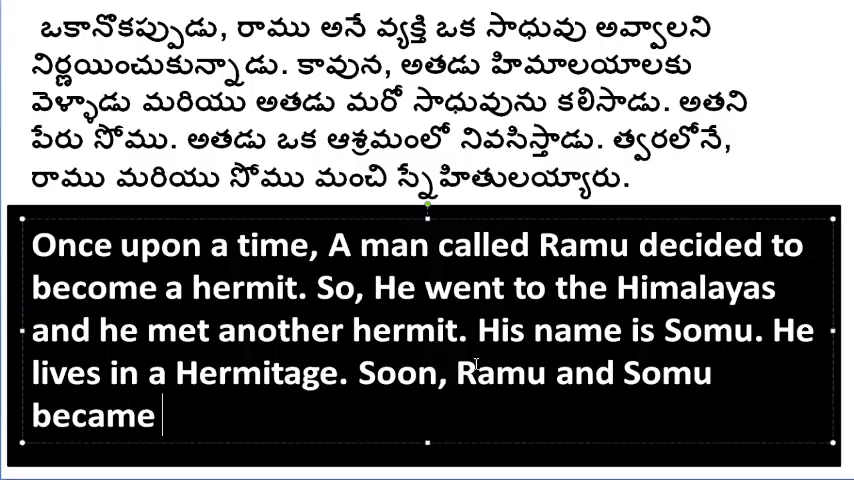 ఒకానొకప్పుడు, రాము అనే వ్యక్తి ఒక సాధువు అవ్వాలని
నిర్ణయించుకున్నాడు. కావున, అతడు హిమాలయాలకు
వెళ్ళాడు మరియు అతడు మరో సాధువును కలిసాడు. అతని
పేరు సోము. అతడు ఒక ఆశ్రమంలో నివసిస్తాడు. త్వరలోనే,
రాము మరియు సోము మంచి స్నేహితులయ్యారు.
Once upon a time, A man called Ramu decided to
become a hermit. So, He went to the Himalayas
and he met another hermit. His name is Somu. He
lives in a Hermitage. Soon, Ramu and Somu
became